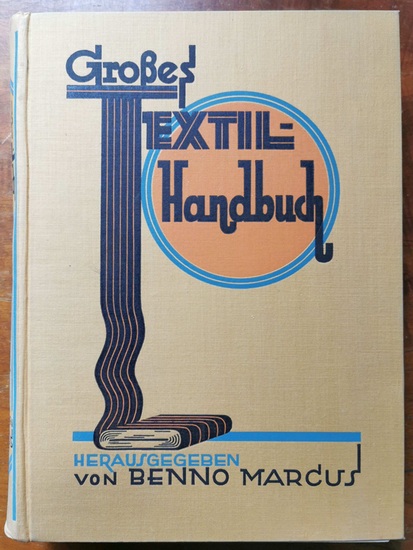 Großes
TEXTIL-
Handbuch
HERAUSGEGEBEN
VON BENNO MARCUS